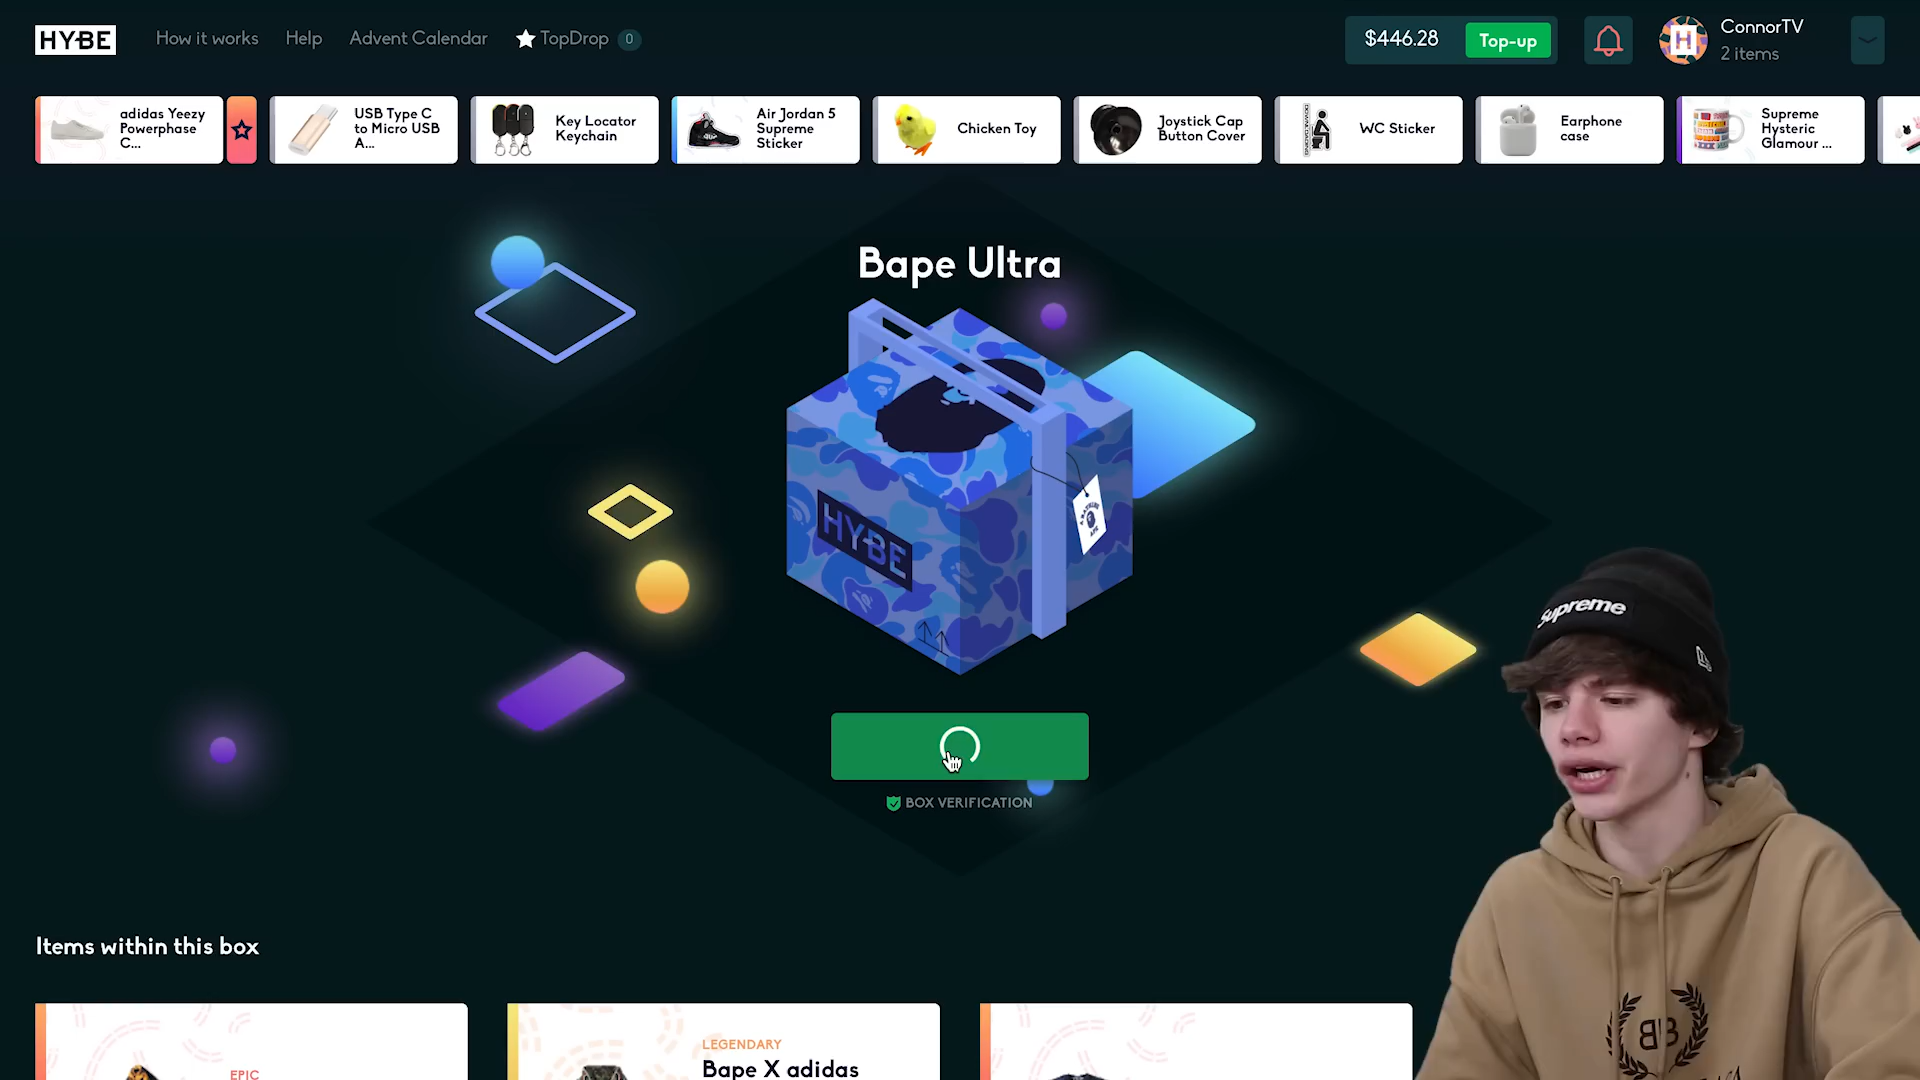 HYBE
How it works
Help
Advent Calendar
TopDrop
0
$446.28
Top-up
H
ConnorTV
2 items
adidas Yeezy
Powerphase
C...
USB Type C
to Micro USB
A...
Key Locator
Keychain
Air Jordan 5
Supreme
Sticker
Chicken Toy
Joystick Cap
Button Cover
WC Sticker
Earphone
case
Supreme
Hysteric
Glamour ...
Bape Ultra
HYBE
BOX VERIFICATION
Supreme
Items within this box
EPIC
LEGENDARY
Bape X adidas